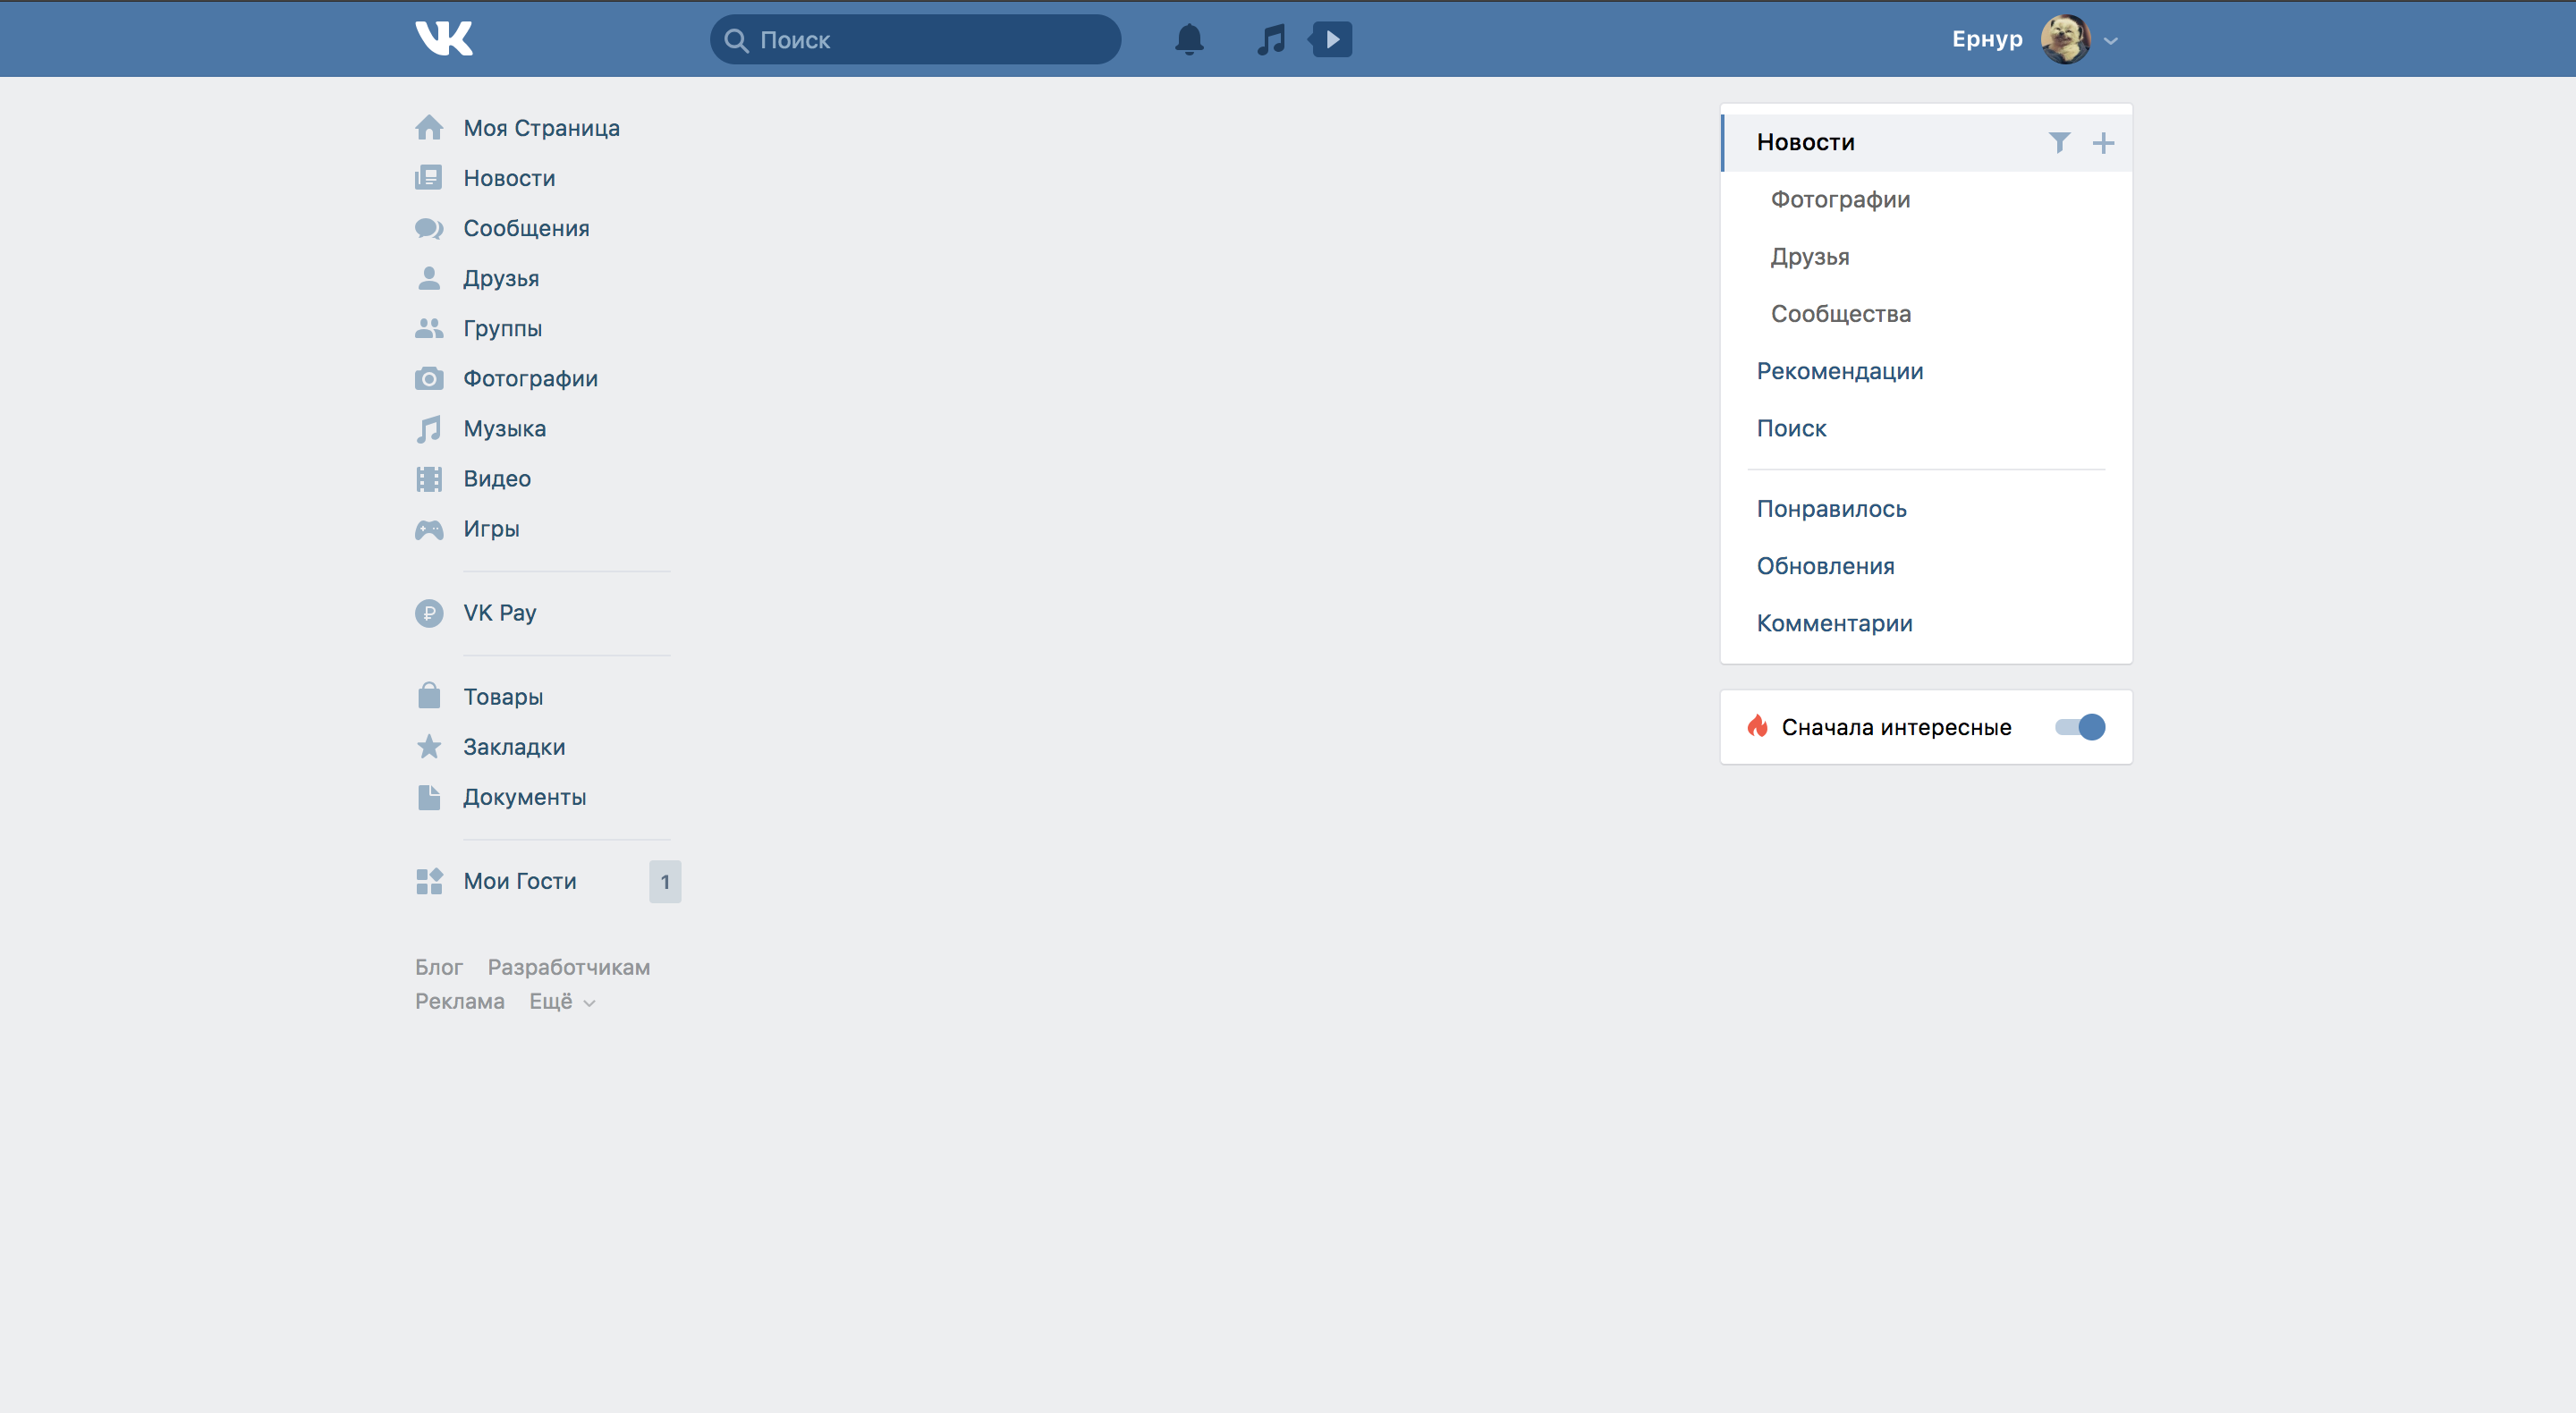 VK
Поиск
Ернур
Моя Страница
Новости
Сообщения
Друзья
Группы
Фотографии
Музыка
Видео
Игры
VK Pay
Товары
Закладки
Документы
Мои Гости 1
Блог Разработчикам
Реклама Ещё
Новости
Фотографии
Друзья
Сообщества
Рекомендации
Поиск
Понравилось
Обновления
Комментарии
Сначала интересные